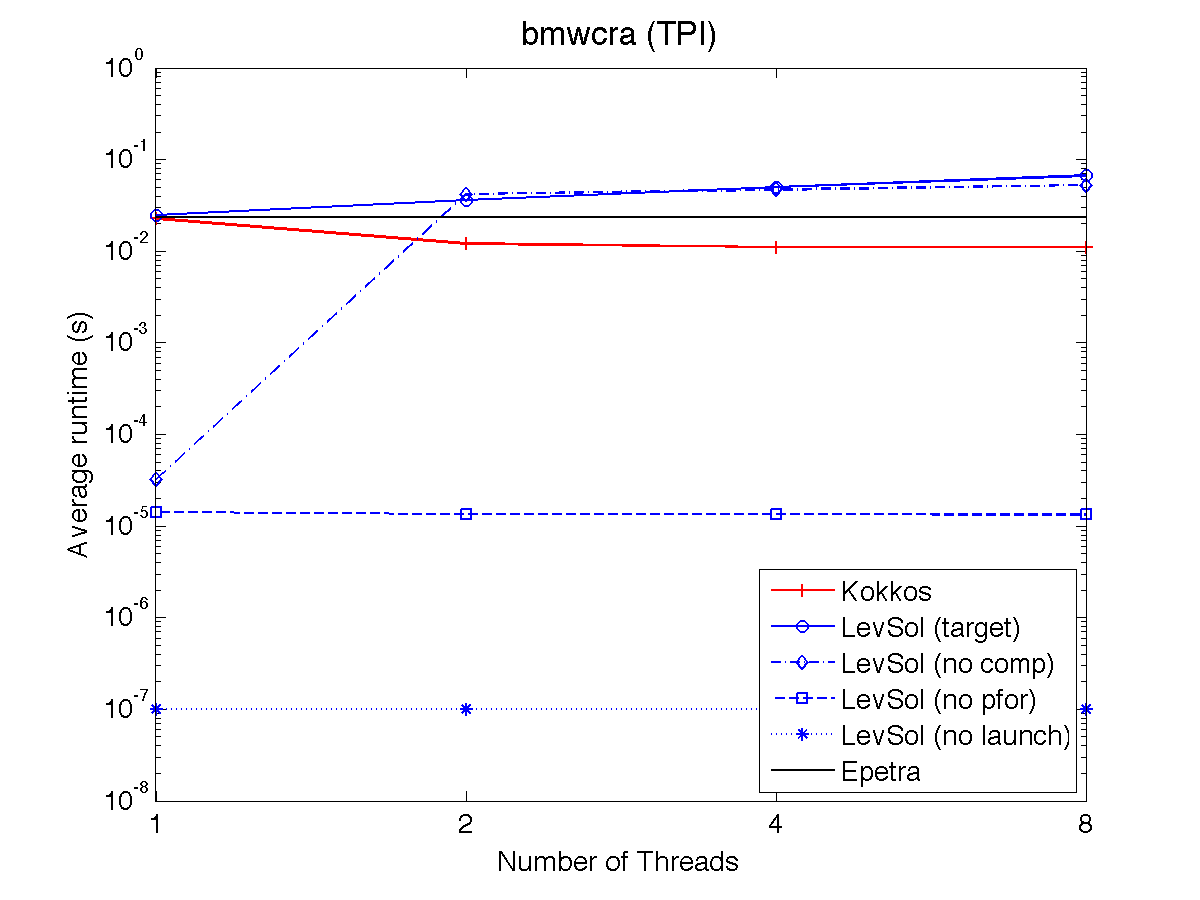 bmwcra (TPI)
10^0
10^-1
10^-2
10^-3
10^-4
10^-5
10^-6
10^-7
10^-8
Average runtime (s)
1 2 4 8
Number of Threads
Kokkos
LevSol (target)
LevSol (no comp)
LevSol (no pfor)
LevSol (no launch)
Epetra